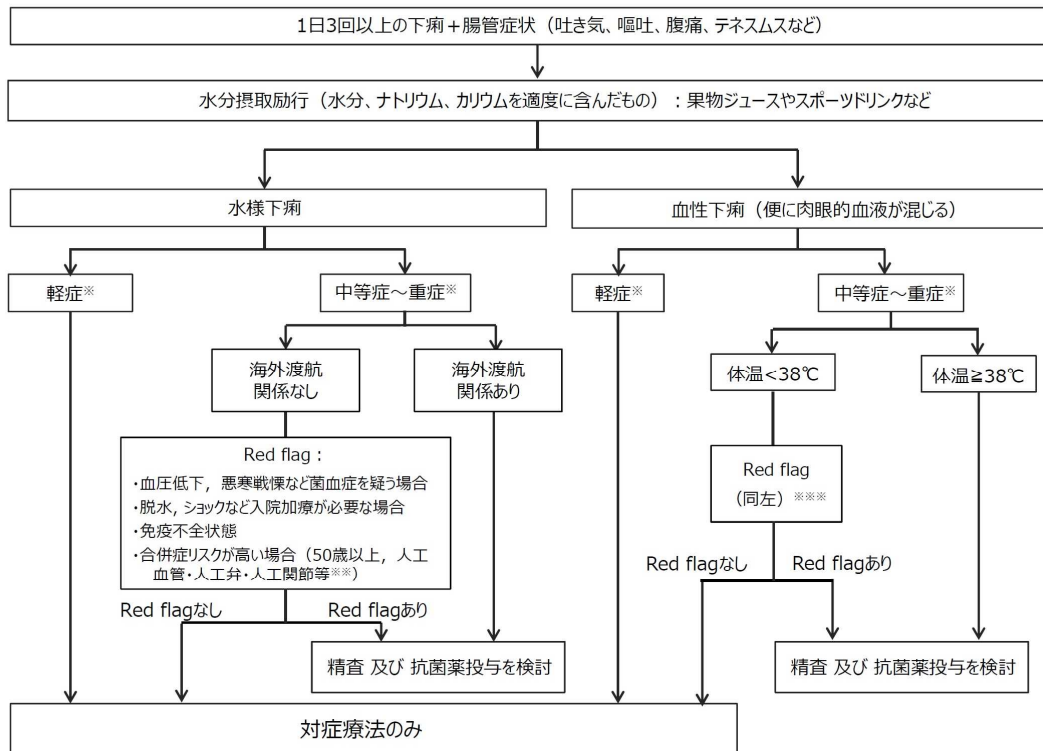 1日3回以上の下痢+腸管症状（吐き気、嘔吐、腹痛、テネスムスなど）
水分摂取励行（水分、ナトリウム、カリウムを適度に含んだもの）：果物ジュースやスポーツドリンクなど
水様下痢
血性下痢（便に肉眼的血液が混じる）
軽症※
中等症～重症※
軽症※
中等症～重症※
海外渡航
関係なし
海外渡航
関係あり
体温<38℃
体温≧38℃
Red flag：
・血圧低下，悪寒戦慄など菌血症を疑う場合
・脱水，ショックなど入院加療が必要な場合
・免疫不全状態
・合併症リスクが高い場合（50歳以上，人工
血管・人工弁・人工関節等※※）
Red flag
（同左）※※※
Red flagなし
Red flagあり
Red flagなし
Red flagあり
精査 及び 抗菌薬投与を検討
精査 及び 抗菌薬投与を検討
対症療法のみ